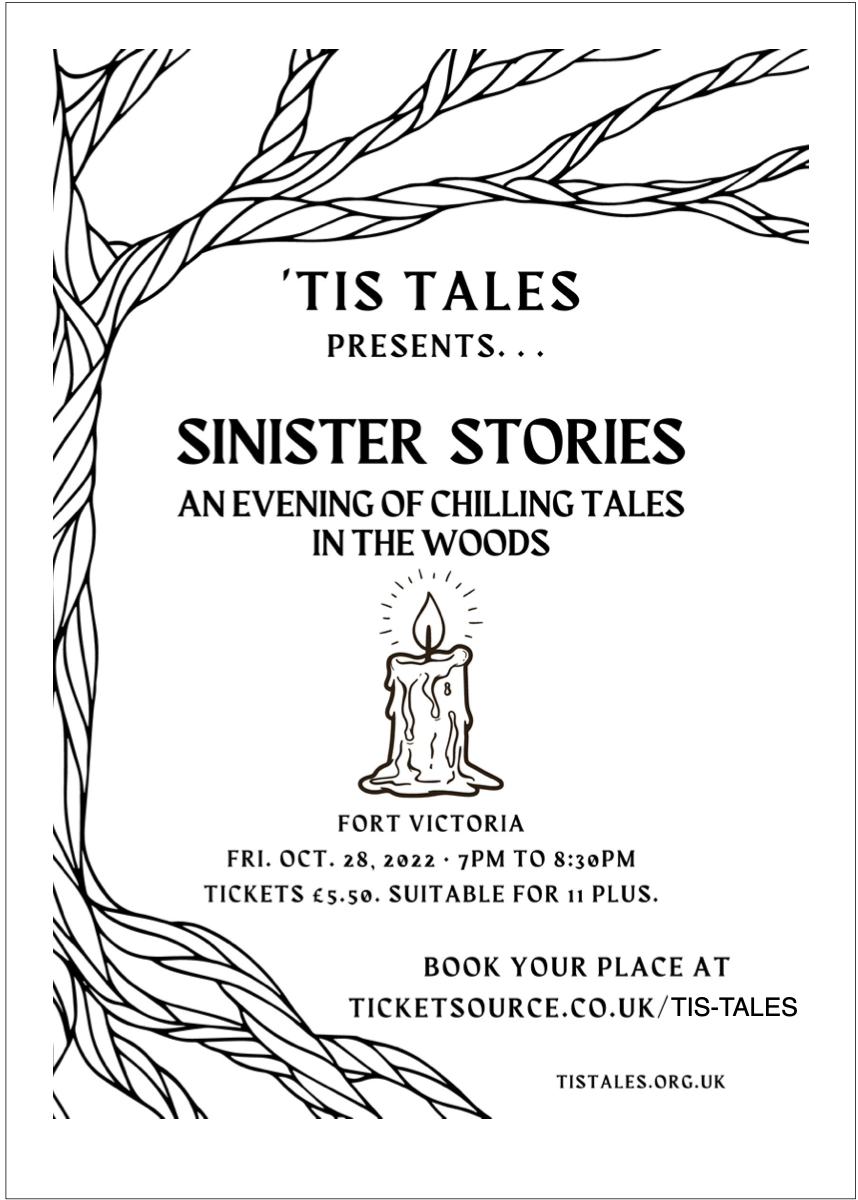 'TIS TALES
PRESENTS. . .
SINISTER STORIES
AN EVENING OF CHILLING TALES
IN THE WOODS
8
FORT VICTORIA
FRI. OCT. 28, 2022 · 7PM TO 8:30PM
TICKETS £5.50. SUITABLE FOR 11 PLUS.
BOOK YOUR PLACE AT
TICKETSOURCE.CO.UK/TIS-TALES
TISTALES.ORG.UK